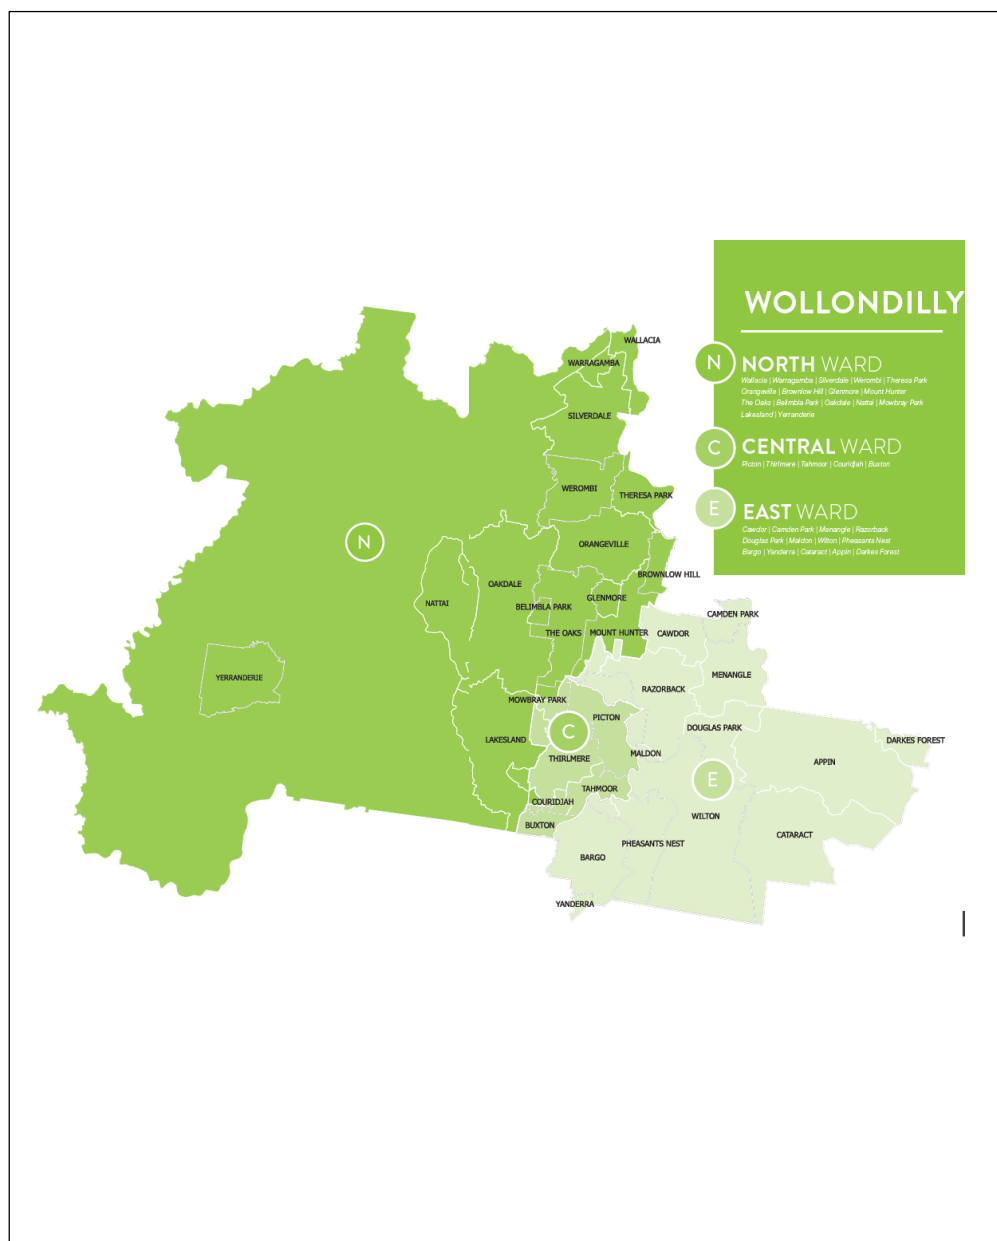 WOLLONDILLY
N
NORTH WARD
Wallacia | Warragamba | Silverdale | Werombi | Theresa Park
Orangeville | Brownlow Hill | Glenmore | Mount Hunter
The Oaks | Belimbla Park | Oakdale | Nattai | Mowbray Park
Lakesland | Yerranderie
C
CENTRAL WARD
Picton | Thirlmere | Tahmoor | Couridjah | Buxton
E
EAST WARD
Cawdor | Camden Park | Menangle | Razorback
Douglas Park | Maldon | Wilton | Pheasants Nest
Bargo | Yanderra | Cataract | Appin | Darkes Forest
WALLACIA
WARRAGAMBA
SILVERDALE
WEROMBI
THERESA PARK
N
ORANGEVILLE
BROWNLOW HILL
OAKDALE
GLENMORE
NATTAI
BELIMBLA PARK
CAMDEN PARK
THE OAKS
MOUNT HUNTER
CAWDOR
MENANGLE
YERRANDERIE
RAZORBACK
MOWBRAY PARK
PICTON
DOUGLAS PARK
C
LAKESLAND
DARKES FOREST
MALDON
THIRLMERE
APPIN
E
TAHMOOR
COURIDJAH
WILTON
BUXTON
CATARACT
PHEASANTS NEST
BARGO
YANDERRA